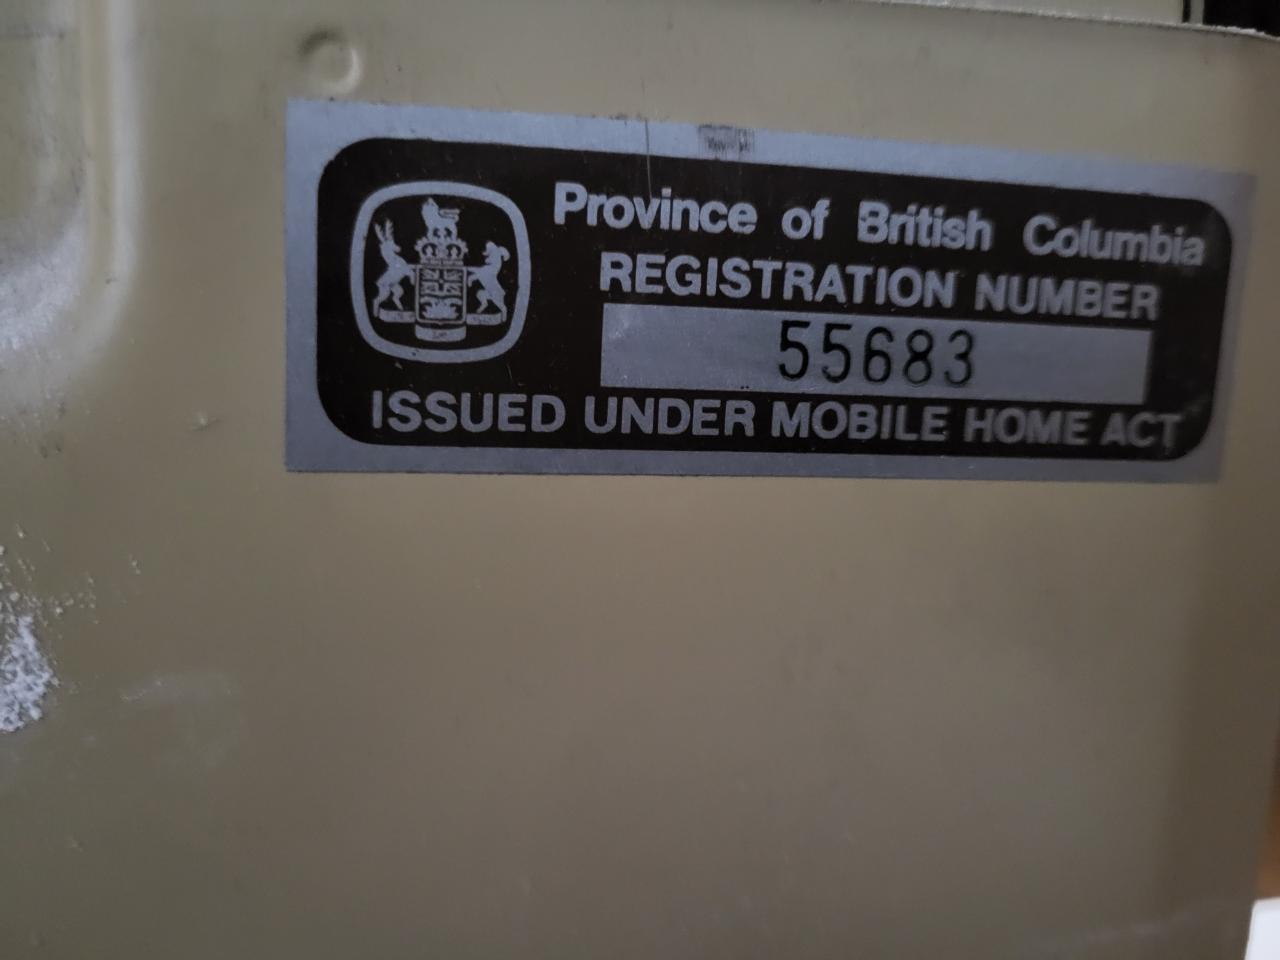 Province of British Columbia
REGISTRATION NUMBER
55683
ISSUED UNDER MOBILE HOME ACT